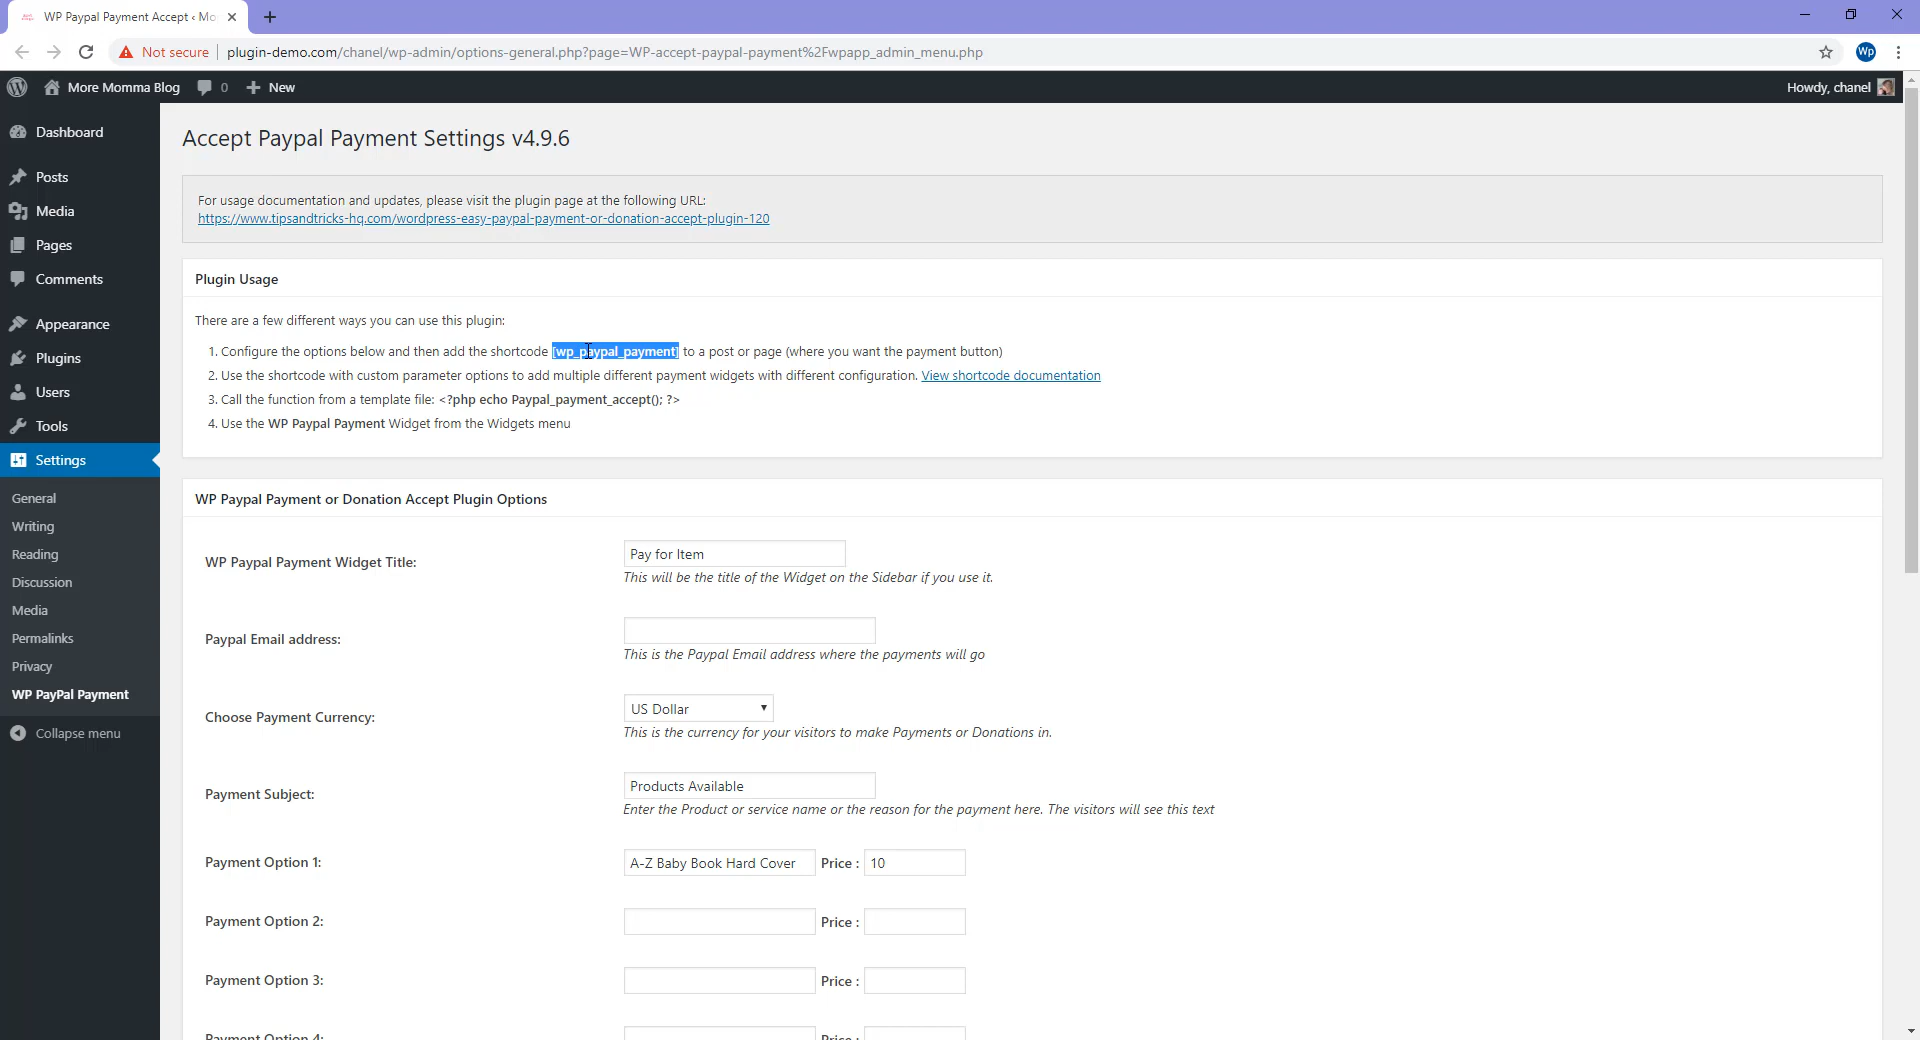 WP Paypal Payment Accept ‹ Mo
Not secure
plugin-demo.com/chanel/wp-admin/options-general.php?page=WP-accept-paypal-payment%2Fwpapp_admin_menu.php
Wp
More Momma Blog
0
New
Howdy, chanel
Dashboard
Posts
Media
Pages
Comments
Appearance
Plugins
Users
Tools
Settings
General
Writing
Reading
Discussion
Media
Permalinks
Privacy
WP PayPal Payment
Collapse menu
Accept Paypal Payment Settings v4.9.6
For usage documentation and updates, please visit the plugin page at the following URL:
https://www.tipsandtricks-hq.com/wordpress-easy-paypal-payment-or-donation-accept-plugin-120
Plugin Usage
There are a few different ways you can use this plugin:
1. Configure the options below and then add the shortcode [wp_paypal_payment] to a post or page (where you want the payment button)
2. Use the shortcode with custom parameter options to add multiple different payment widgets with different configuration. View shortcode documentation
3. Call the function from a template file: <?php echo Paypal_payment_accept(); ?>
4. Use the WP Paypal Payment Widget from the Widgets menu
WP Paypal Payment or Donation Accept Plugin Options
WP Paypal Payment Widget Title:
Pay for Item
This will be the title of the Widget on the Sidebar if you use it.
Paypal Email address:
This is the Paypal Email address where the payments will go
Choose Payment Currency:
US Dollar
This is the currency for your visitors to make Payments or Donations in.
Payment Subject:
Products Available
Enter the Product or service name or the reason for the payment here. The visitors will see this text
Payment Option 1:
A-Z Baby Book Hard Cover Price : 10
Payment Option 2:
Price :
Payment Option 3:
Price :
Payment Option 4:
Price :